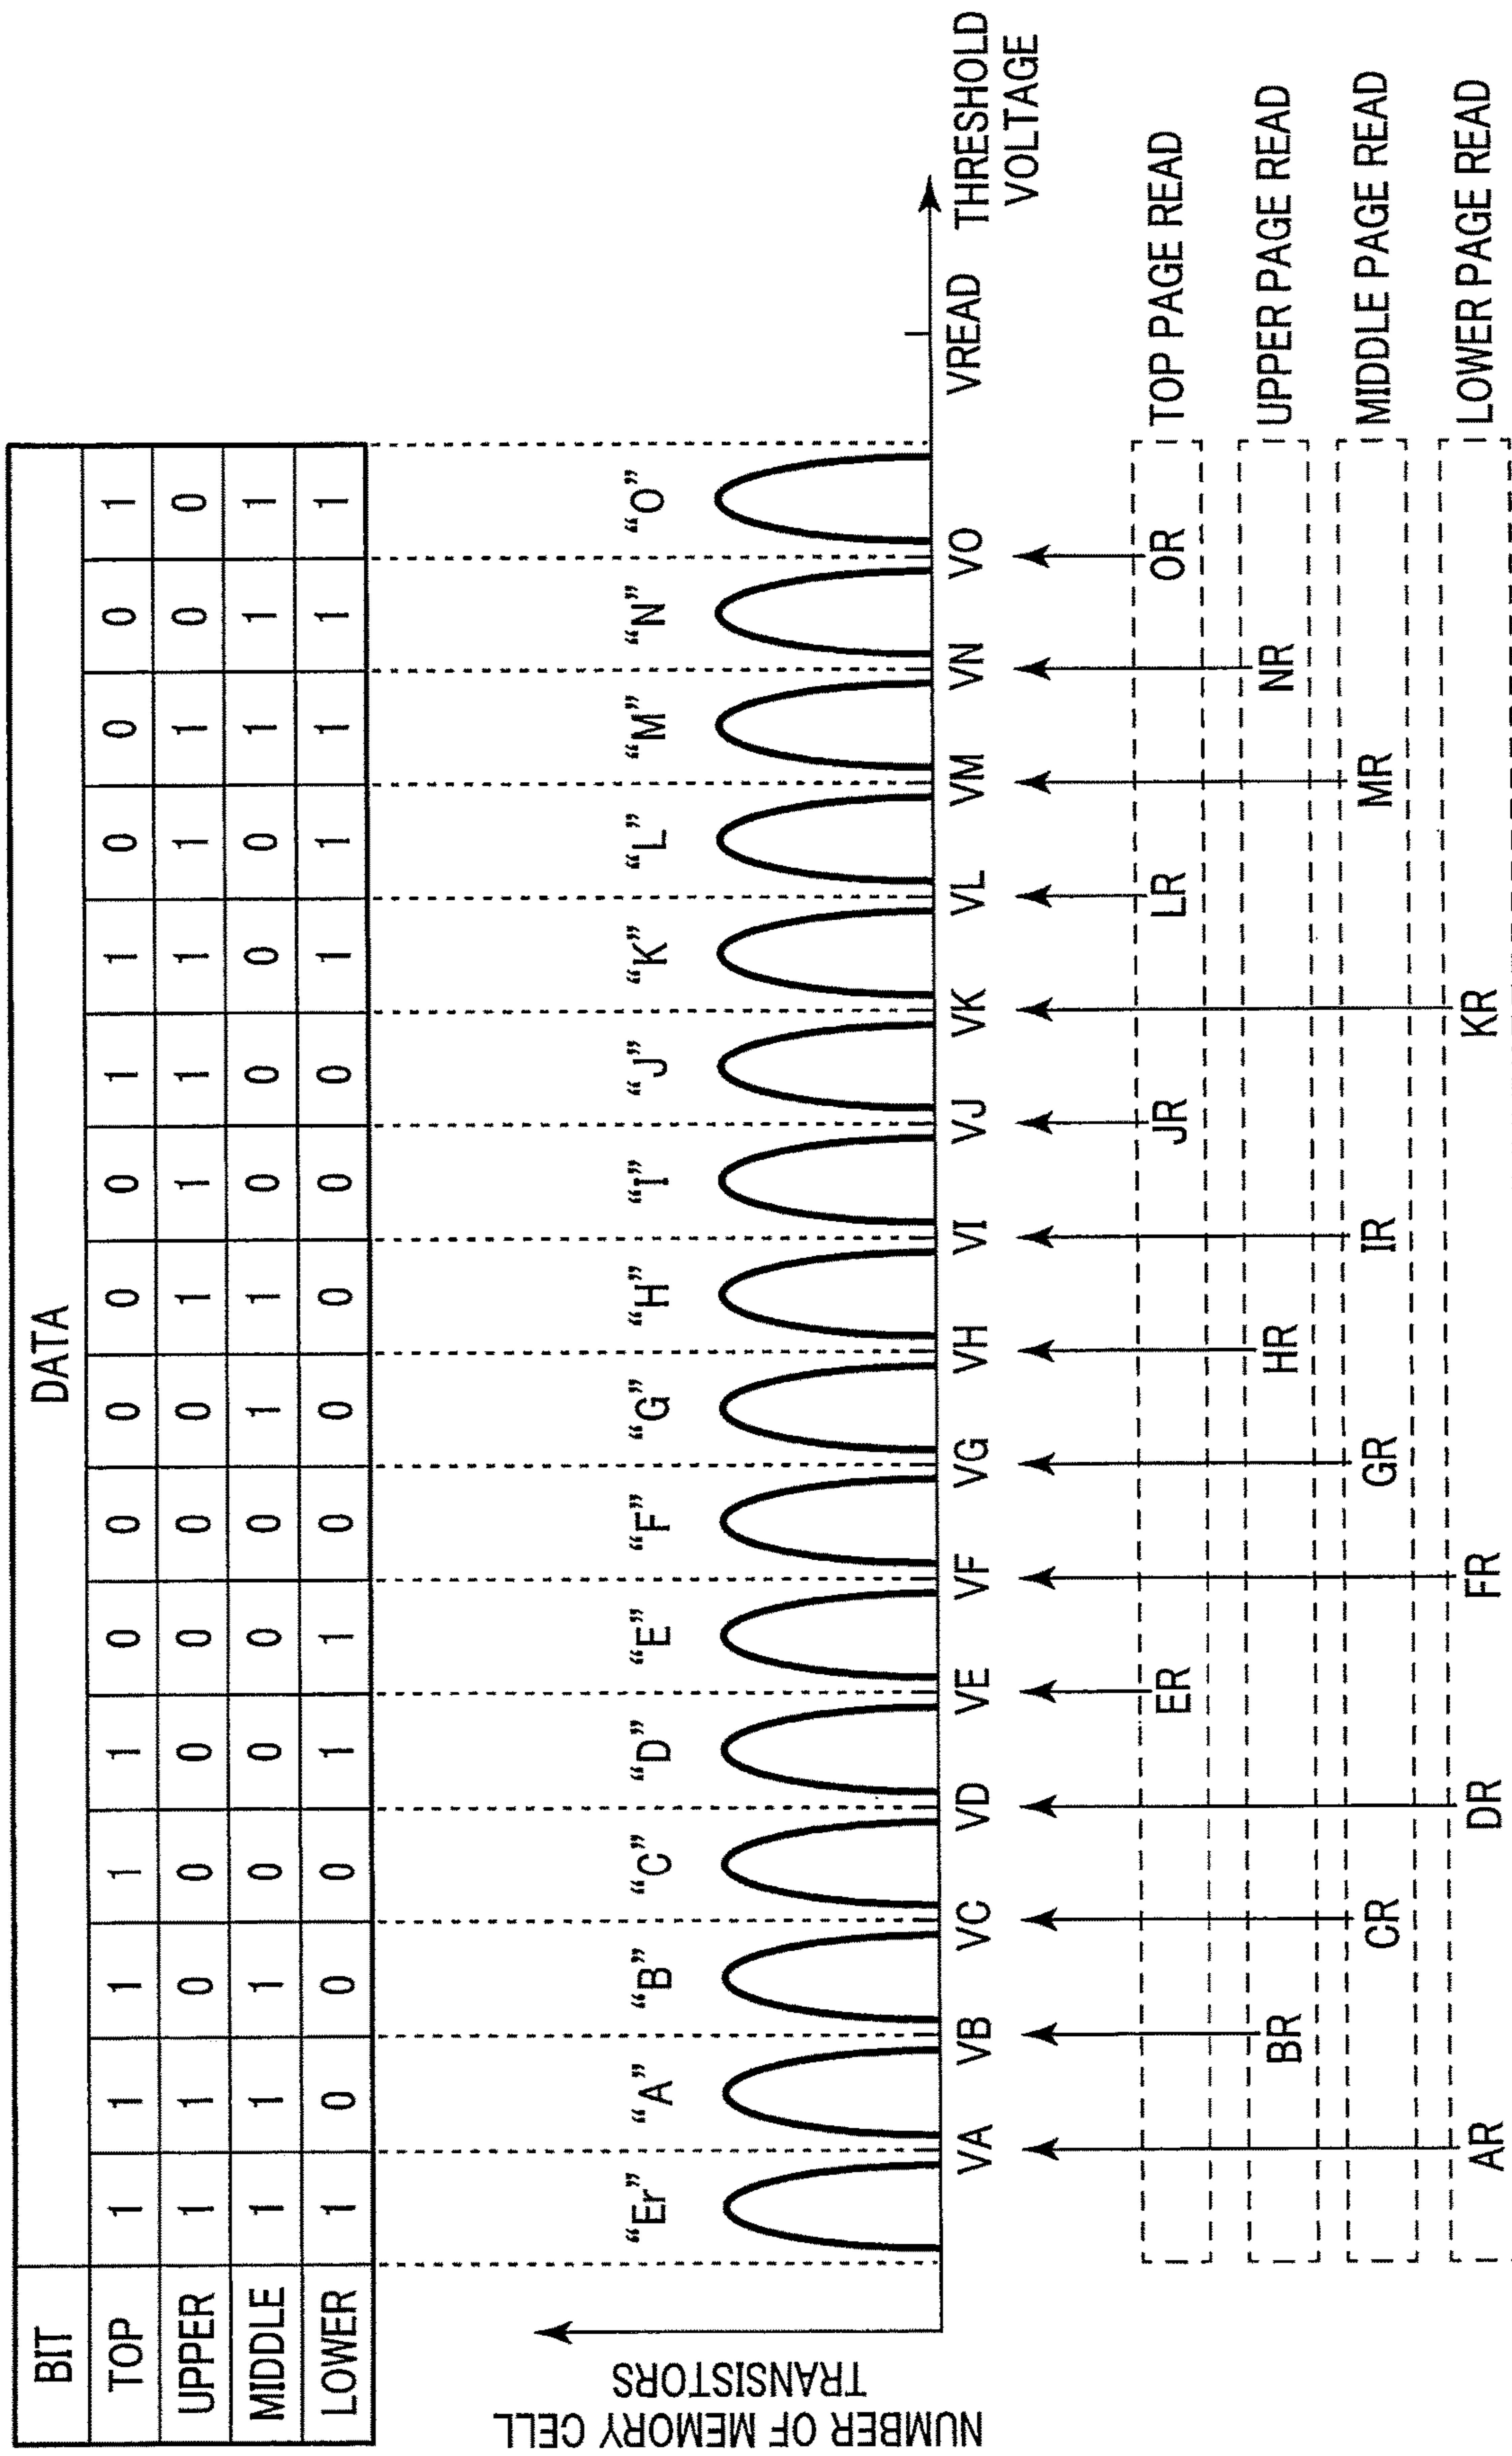 BIT DATA
TOP 1 1 1 1 1 0 0 0 0 0 1 1 0 0 0 1
UPPER 1 1 0 0 0 0 0 0 1 1 1 1 1 1 0 0
MIDDLE 1 1 1 0 0 0 0 1 1 0 0 0 0 1 1 1
LOWER 1 0 0 0 1 1 0 0 0 0 0 1 1 1 1 1
“Er” “A” “B” “C” “D” “E” “F” “G” “H” “I” “J” “K” “L” “M” “N” “O”
NUMBER OF MEMORY CELL
TRANSISTORS
VA VB VC VD VE VF VG VH VI VJ VK VL VM VN VO VREAD THRESHOLD
VOLTAGE
ER JR LR OR TOP PAGE READ
BR HR NR UPPER PAGE READ
CR GR IR MR MIDDLE PAGE READ
AR DR FR KR LOWER PAGE READ